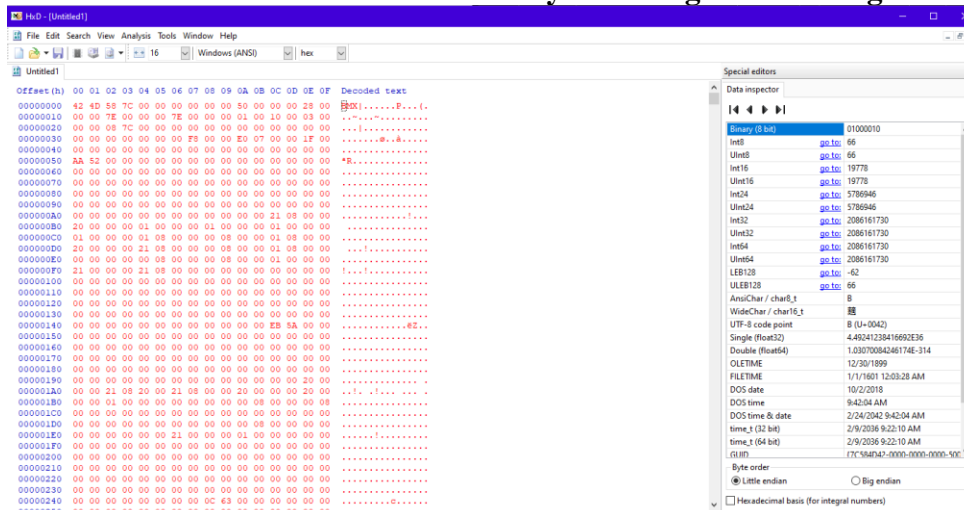 HxD - [Untitled1]
File Edit Search View Analysis Tools Window Help
16 Windows (ANSI) hex
Untitled1
Offset(h) 00 01 02 03 04 05 06 07 08 09 0A 0B 0C 0D 0E 0F Decoded text
00000000 42 4D 58 7C 00 00 00 00 00 00 50 00 00 00 28 00 BMX|......P...(.
00000010 00 00 7E 00 00 00 7E 00 00 00 01 00 10 00 03 00 ..~...~.........
00000020 00 00 08 7C 00 00 00 00 00 00 00 00 00 00 00 00 ...|............
00000030 00 00 00 00 00 00 00 F8 00 00 E0 07 00 00 1F 00 .......ø..à.....
00000040 00 00 00 00 00 00 00 00 00 00 00 00 00 00 00 00 ................
00000050 AA 52 00 00 00 00 00 00 00 00 00 00 00 00 00 00 ªR..............
00000060 00 00 00 00 00 00 00 00 00 00 00 00 00 00 00 00 ................
00000070 00 00 00 00 00 00 00 00 00 00 00 00 00 00 00 00 ................
00000080 00 00 00 00 00 00 00 00 00 00 00 00 00 00 00 00 ................
00000090 00 00 00 00 00 00 00 00 00 00 00 00 00 00 00 00 ................
000000A0 00 00 00 00 00 00 00 00 00 00 00 00 21 08 00 00 ............!...
000000B0 20 00 00 00 01 00 00 00 01 00 00 00 01 00 00 00 ...............
000000C0 01 00 00 00 01 08 00 00 00 08 00 00 01 08 00 00 ................
000000D0 20 00 00 00 21 08 00 00 00 08 00 00 01 08 00 00 ...!...........
000000E0 00 00 00 00 00 08 00 00 00 08 00 00 01 00 00 00 ................
000000F0 21 00 00 00 21 08 00 00 00 00 00 00 00 00 00 00 !...!...........
00000100 00 00 00 00 00 00 00 00 00 00 00 00 00 00 00 00 ................
00000110 00 00 00 00 00 00 00 00 00 00 00 00 00 00 00 00 ................
00000120 00 00 00 00 00 00 00 00 00 00 00 00 00 00 00 00 ................
00000130 00 00 00 00 00 00 00 00 00 00 00 00 00 00 00 00 ................
00000140 00 00 00 00 00 00 00 00 00 00 00 00 EB 5A 00 00 ............ëZ..
00000150 00 00 00 00 00 00 00 00 00 00 00 00 00 00 00 00 ................
00000160 00 00 00 00 00 00 00 00 00 00 00 00 00 00 00 00 ................
00000170 00 00 00 00 00 00 00 00 00 00 00 00 00 00 00 00 ................
00000180 00 00 00 00 00 00 00 00 00 00 00 00 00 00 00 00 ................
00000190 00 00 00 00 00 00 00 00 00 00 00 00 00 00 20 00 .............. .
000001A0 00 00 21 08 20 00 21 08 00 00 20 00 00 00 20 00 ..!. .!... ... .
000001B0 00 00 01 00 00 00 00 00 00 00 08 00 00 00 00 08 ................
000001C0 00 00 00 00 00 00 00 00 00 00 00 00 00 00 00 00 ................
000001D0 00 00 00 00 00 00 00 00 00 00 08 00 00 00 00 00 ................
000001E0 00 00 00 00 00 00 21 00 00 00 01 00 00 00 00 00 ......!.........
000001F0 00 00 00 00 00 00 00 00 00 00 00 00 00 00 00 00 ................
00000200 00 00 00 00 00 00 00 00 00 00 00 00 00 00 00 00 ................
00000210 00 00 00 00 00 00 00 00 00 00 00 00 00 00 00 00 ................
00000220 00 00 00 00 00 00 00 00 00 00 00 00 00 00 00 00 ................
00000230 00 00 00 00 00 00 00 00 00 00 00 00 00 00 00 00 ................
00000240 00 00 00 00 00 00 00 00 0C 63 00 00 00 00 00 00 .........c......
Special editors
Data inspector
Binary (8 bit) 01000010
Int8 go to: 66
UInt8 go to: 66
Int16 go to: 19778
UInt16 go to: 19778
Int24 go to: 5786946
UInt24 go to: 5786946
Int32 go to: 2086161730
UInt32 go to: 2086161730
Int64 go to: 2086161730
UInt64 go to: 2086161730
LEB128 go to: -62
ULEB128 go to: 66
AnsiChar / char8_t B
WideChar / char16_t
UTF-8 code point B (U+0042)
Single (float32) 4.49241238416692E36
Double (float64) 1.03070084246174E-314
OLETIME 12/30/1899
FILETIME 1/1/1601 12:03:28 AM
DOS date 10/2/2018
DOS time 9:42:04 AM
DOS time & date 2/24/2042 9:42:04 AM
time_t (32 bit) 2/9/2036 9:22:10 AM
time_t (64 bit) 2/9/2036 9:22:10 AM
GUID {7C584D42-0000-0000-0000-500
Byte order
Little endian Big endian
Hexadecimal basis (for integral numbers)